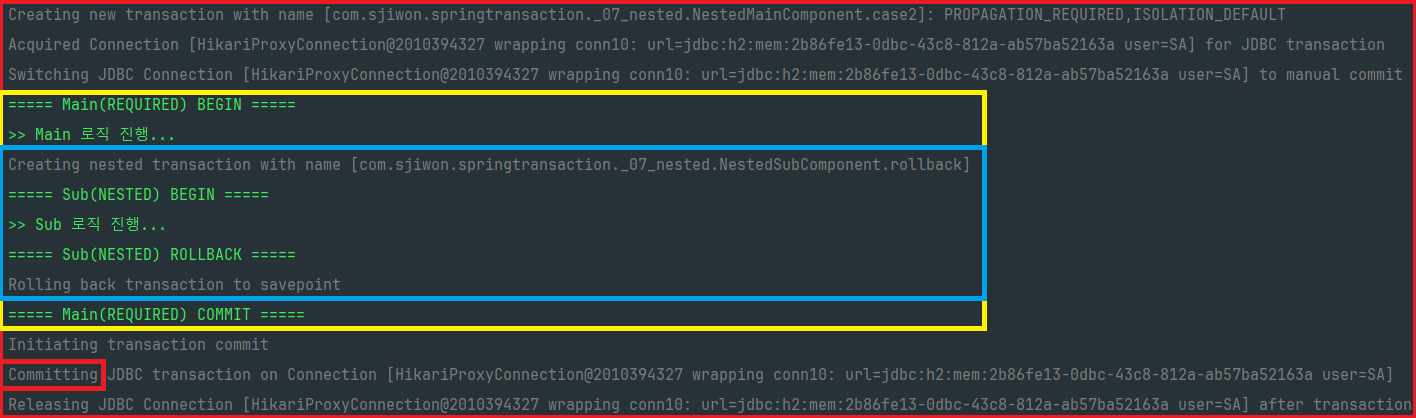 Creating new transaction with name [com.sjiwon.springtransaction._07_nested.NestedMainComponent.case2]: PROPAGATION_REQUIRED,ISOLATION_DEFAULT
Acquired Connection [HikariProxyConnection@2010394327 wrapping conn10: url=jdbc:h2:mem:2b86fe13-0dbc-43c8-812a-ab57ba52163a user=SA] for JDBC transaction
Switching JDBC Connection [HikariProxyConnection@2010394327 wrapping conn10: url=jdbc:h2:mem:2b86fe13-0dbc-43c8-812a-ab57ba52163a user=SA] to manual commit
===== Main(REQUIRED) BEGIN =====
>> Main 로직 진행...
Creating nested transaction with name [com.sjiwon.springtransaction._07_nested.NestedSubComponent.rollback]
===== Sub(NESTED) BEGIN =====
>> Sub 로직 진행...
===== Sub(NESTED) ROLLBACK =====
Rolling back transaction to savepoint
===== Main(REQUIRED) COMMIT =====
Initiating transaction commit
Committing JDBC transaction on Connection [HikariProxyConnection@2010394327 wrapping conn10: url=jdbc:h2:mem:2b86fe13-0dbc-43c8-812a-ab57ba52163a user=SA]
Releasing JDBC Connection [HikariProxyConnection@2010394327 wrapping conn10: url=jdbc:h2:mem:2b86fe13-0dbc-43c8-812a-ab57ba52163a user=SA] after transaction